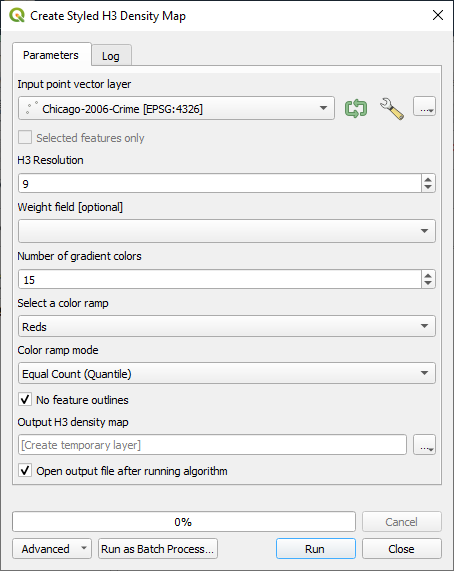 Create Styled H3 Density Map
Parameters
Log
Input point vector layer
Chicago-2006-Crime [EPSG:4326]
...
Selected features only
H3 Resolution
9
Weight field [optional]
Number of gradient colors
15
Select a color ramp
Reds
Color ramp mode
Equal Count (Quantile)
No feature outlines
Output H3 density map
[Create temporary layer]
...
Open output file after running algorithm
0%
Cancel
Advanced
Run as Batch Process...
Run
Close